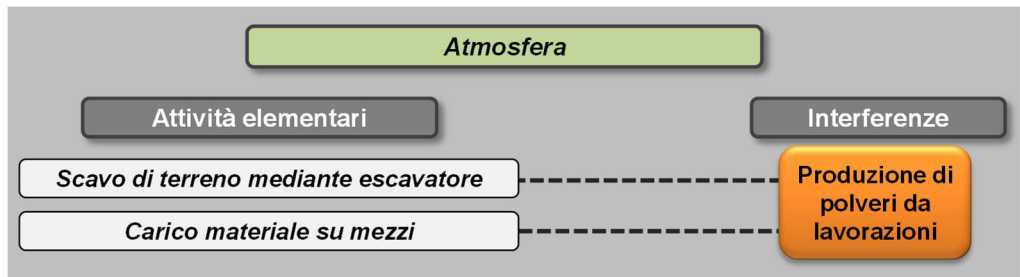 Atmosfera
Attività elementari
Interferenze
Scavo di terreno mediante escavatore
Carico materiale su mezzi
Produzione di
polveri da
lavorazioni